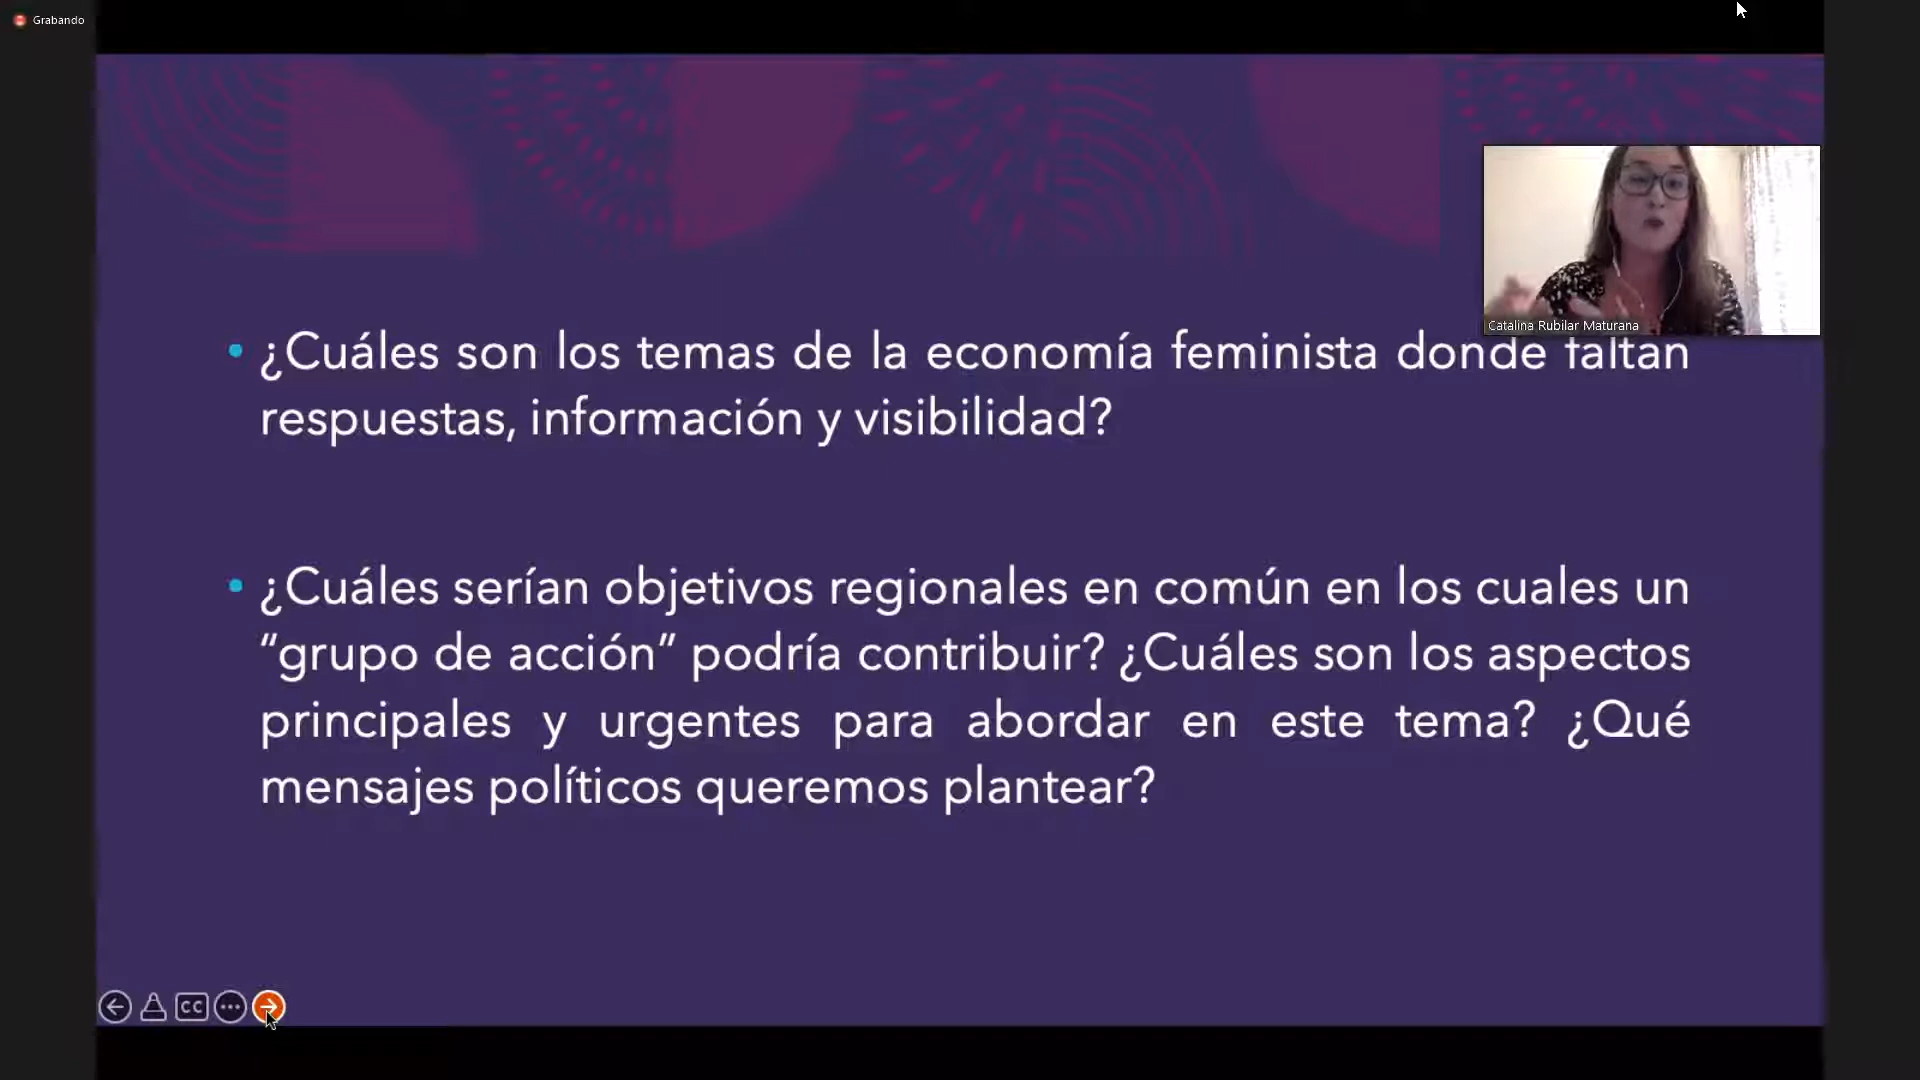 Grabando
Catalina Rubilar Maturana
• ¿Cuáles son los temas de la economía feminista donde faltan
respuestas, información y visibilidad?
• ¿Cuáles serían objetivos regionales en común en los cuales un
“grupo de acción” podría contribuir? ¿Cuáles son los aspectos
principales y urgentes para abordar en este tema? ¿Qué
mensajes políticos queremos plantear?
CC